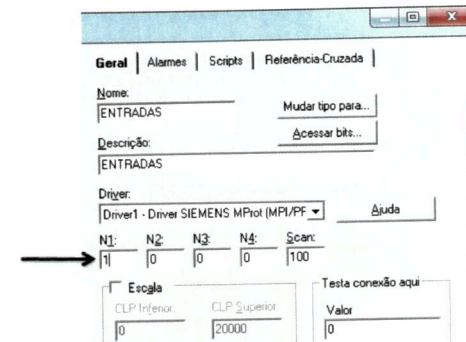 Geral | Alarmes | Scripts | Referência-Cruzada |
Nome:
ENTRADAS
Mudar tipo para...
Acessar bits...
Descrição:
ENTRADAS
Driver:
Driver1 - Driver SIEMENS MProt (MPI/PF
Ajuda
N1: N2: N3: N4: Scan:
1 0 0 0 100
Escala
Testa conexão aqui
CLP Inferior CLP Superior Valor
0 20000 0